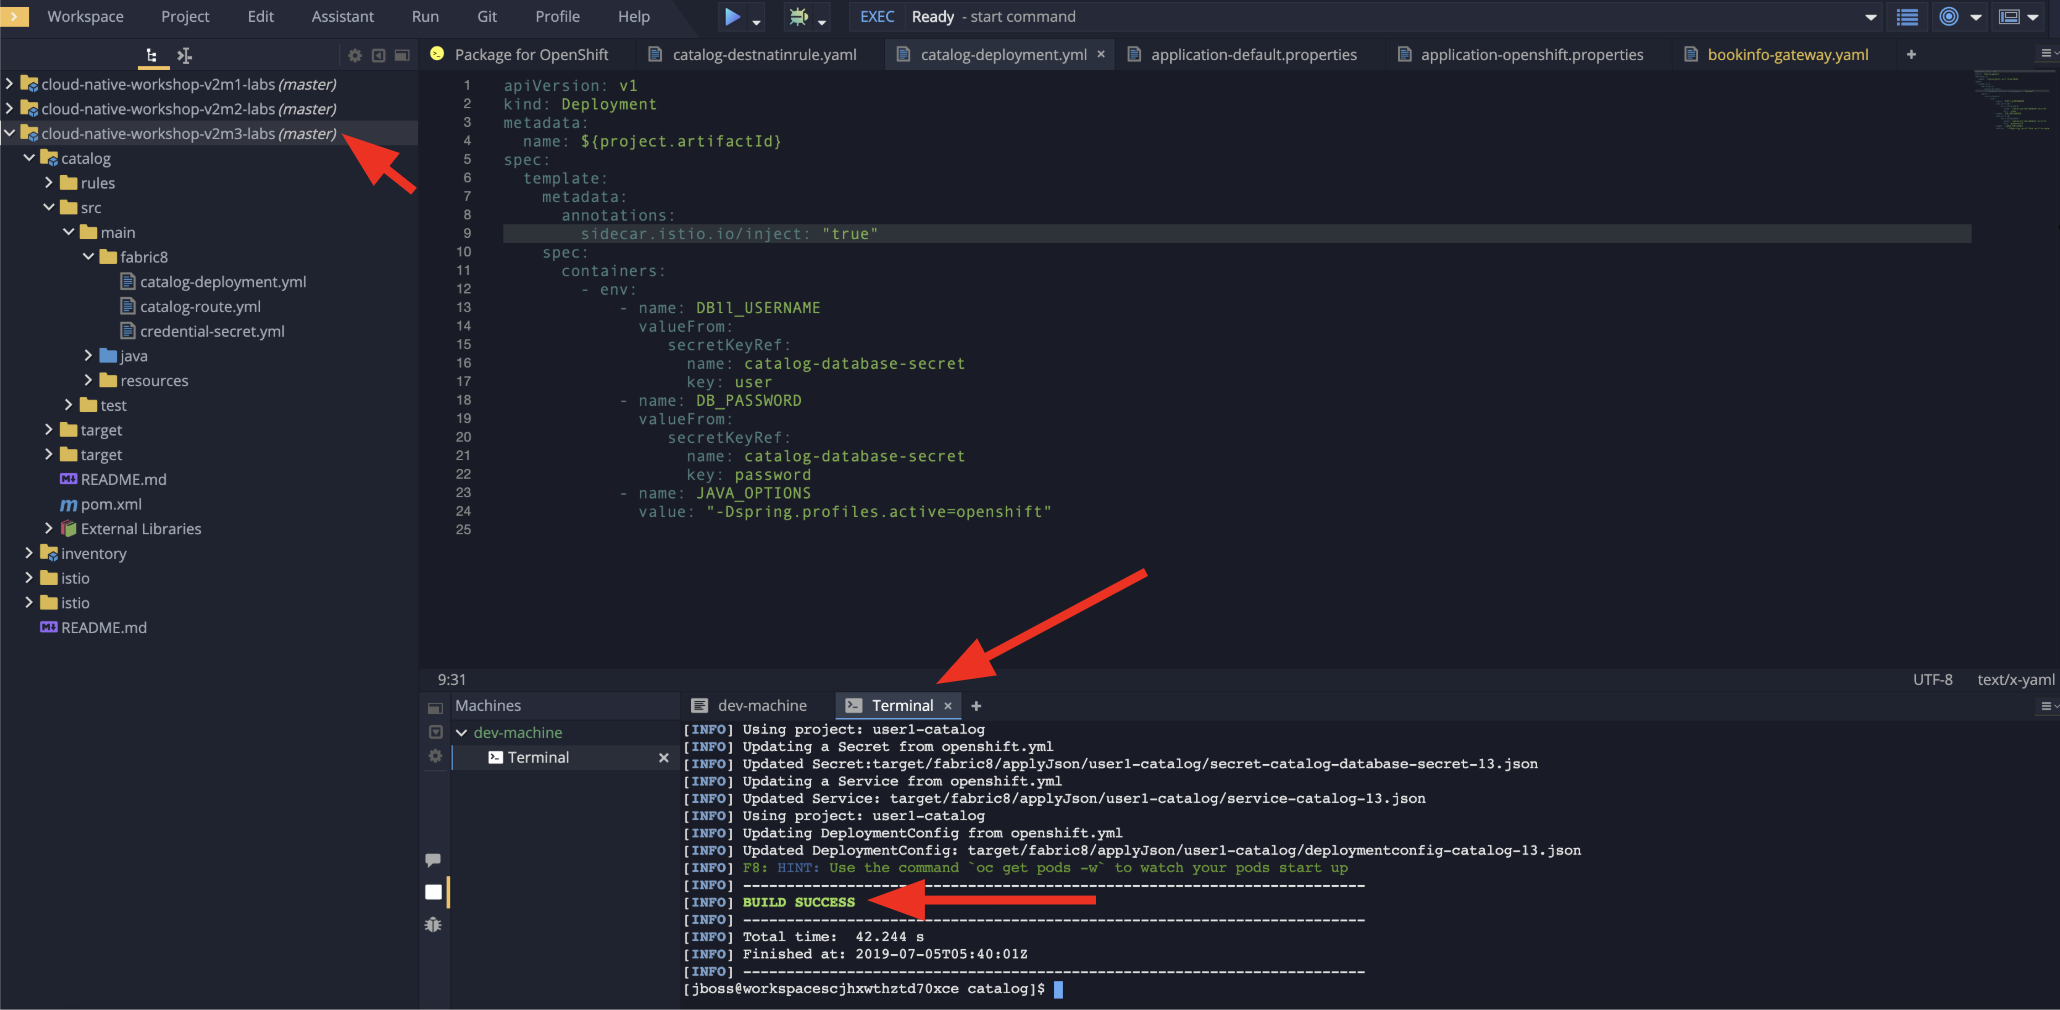 Workspace Project Edit Assistant Run Git Profile Help EXEC Ready - start command
Package for OpenShift catalog-destnatinrule.yaml catalog-deployment.yml × application-default.properties application-openshift.properties bookinfo-gateway.yaml +
cloud-native-workshop-v2m1-labs (master)
cloud-native-workshop-v2m2-labs (master)
cloud-native-workshop-v2m3-labs (master)
catalog
rules
src
main
fabric8
catalog-deployment.yml
catalog-route.yml
credential-secret.yml
java
resources
test
target
target
README.md
pom.xml
External Libraries
inventory
istio
istio
README.md
1 apiVersion: v1
2 kind: Deployment
3 metadata:
4 name: ${project.artifactId}
5 spec:
6 template:
7 metadata:
8 annotations:
9 sidecar.istio.io/inject: "true"
10 spec:
11 containers:
12 - env:
13 - name: DBll_USERNAME
14 valueFrom:
15 secretKeyRef:
16 name: catalog-database-secret
17 key: user
18 - name: DB_PASSWORD
19 valueFrom:
20 secretKeyRef:
21 name: catalog-database-secret
22 key: password
23 - name: JAVA_OPTIONS
24 value: "-Dspring.profiles.active=openshift"
25
9:31 UTF-8 text/x-yaml
Machines
dev-machine
Terminal ×
dev-machine Terminal × +
[INFO] Using project: user1-catalog
[INFO] Updating a Secret from openshift.yml
[INFO] Updated Secret:target/fabric8/applyJson/user1-catalog/secret-catalog-database-secret-13.json
[INFO] Updating a Service from openshift.yml
[INFO] Updated Service: target/fabric8/applyJson/user1-catalog/service-catalog-13.json
[INFO] Using project: user1-catalog
[INFO] Updating DeploymentConfig from openshift.yml
[INFO] Updated DeploymentConfig: target/fabric8/applyJson/user1-catalog/deploymentconfig-catalog-13.json
[INFO] F8: HINT: Use the command `oc get pods -w` to watch your pods start up
[INFO] ------------------------------------------------------------------------
[INFO] BUILD SUCCESS
[INFO] ------------------------------------------------------------------------
[INFO] Total time: 42.244 s
[INFO] Finished at: 2019-07-05T05:40:01Z
[INFO] ------------------------------------------------------------------------
[jboss@workspacescjhxwthztd70xce catalog]$